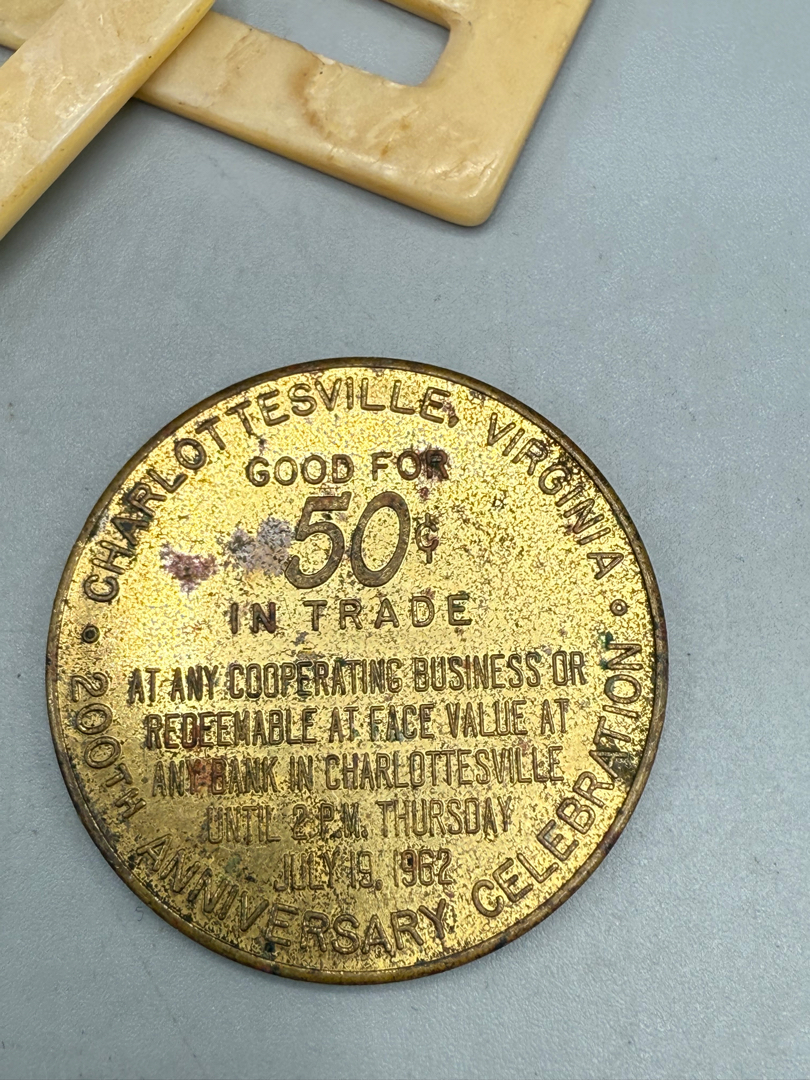 CHARLOTTESVILLE, VIRGINIA
GOOD FOR
50¢
IN TRADE
AT ANY COOPERATING BUSINESS OR
REDEEMABLE AT FACE VALUE AT
ANY BANK IN CHARLOTTESVILLE
UNTIL 2 P.M. THURSDAY
JULY 19, 1962
200TH ANNIVERSARY CELEBRATION